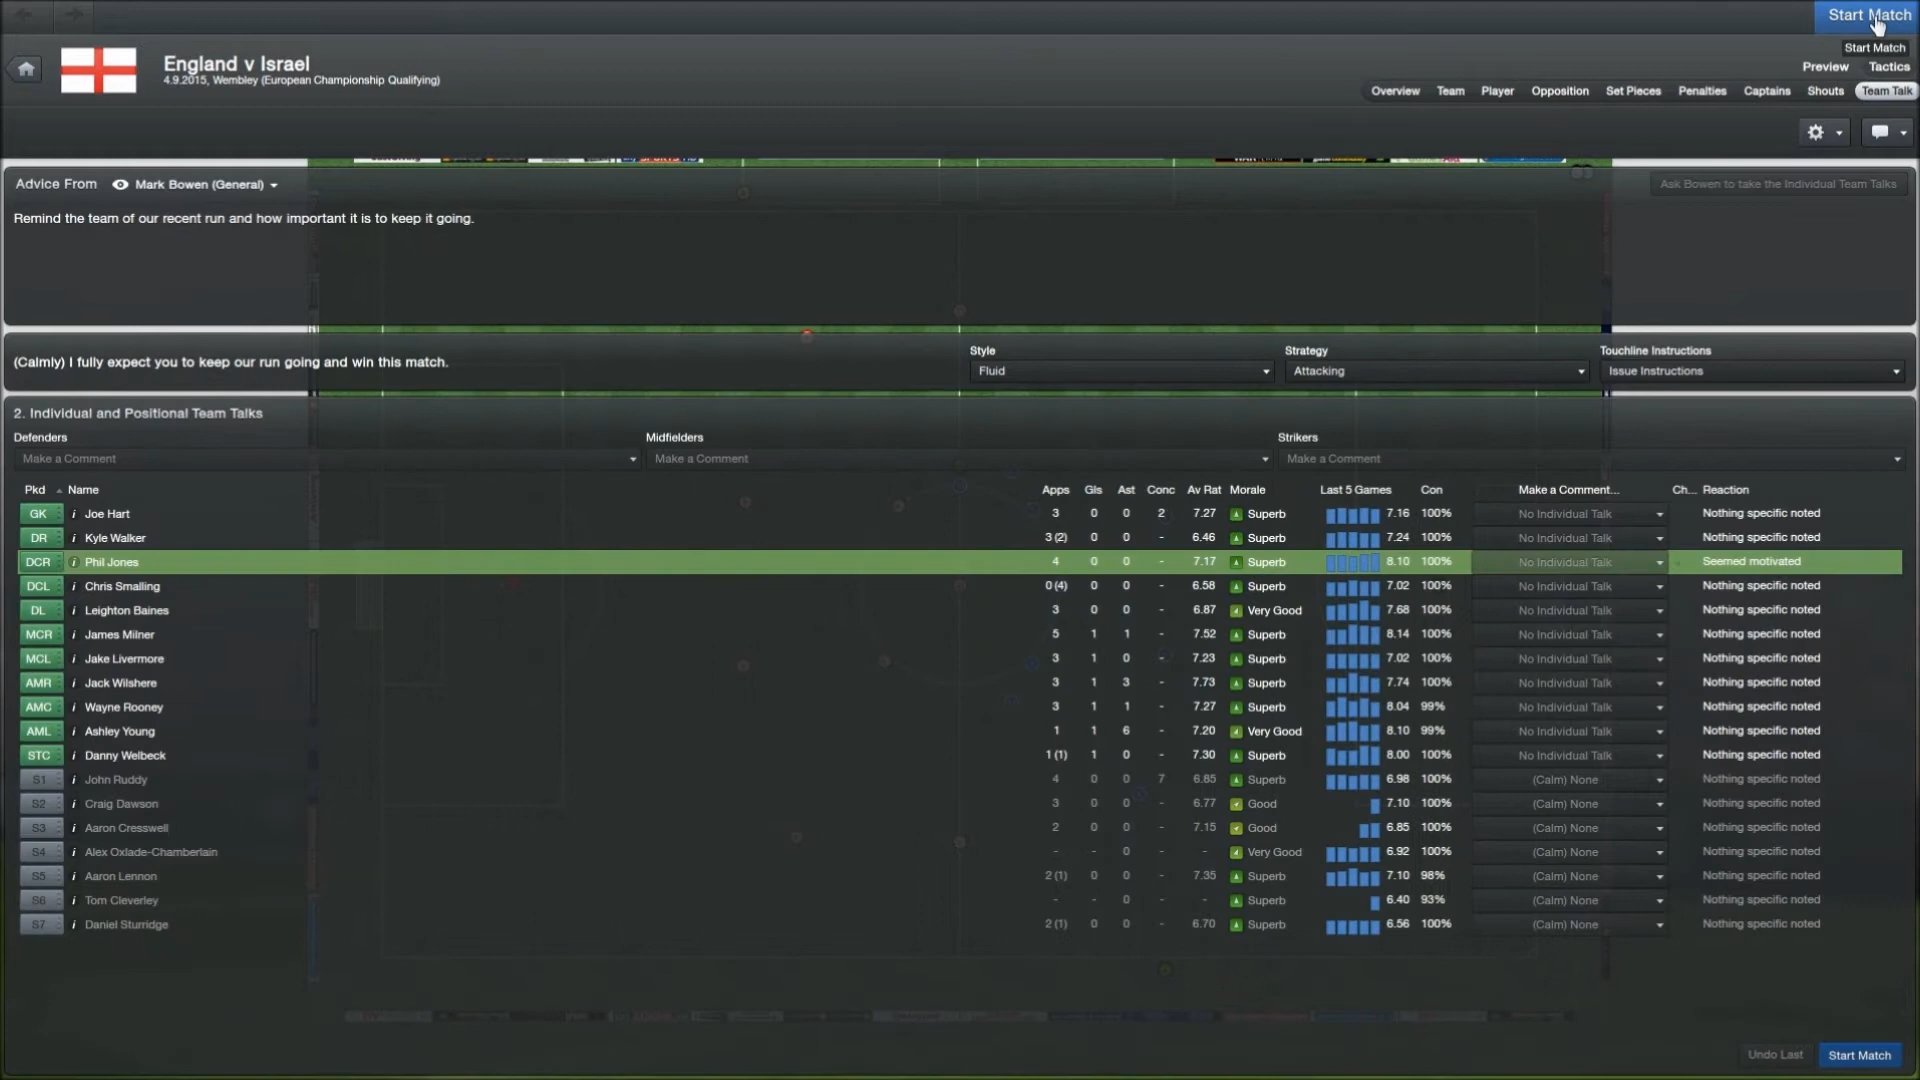 Start Match
Start Match
England v Israel
4.9.2015, Wembley (European Championship Qualifying)
Preview Tactics
Overview Team Player Opposition Set Pieces Penalties Captains Shouts Team Talk
Advice From Mark Bowen (General)
Ask Bowen to take the Individual Team Talks
Remind the team of our recent run and how important it is to keep it going.
(Calmly) I fully expect you to keep our run going and win this match.
Style Strategy Touchline Instructions
Fluid Attacking Issue Instructions
2. Individual and Positional Team Talks
Defenders Midfielders Strikers
Make a Comment Make a Comment Make a Comment
Pkd Name Apps Gls Ast Conc Av Rat Morale Last 5 Games Con Make a Comment... Ch... Reaction
GK i Joe Hart 3 0 0 2 7.27 Superb 7.16 100% No Individual Talk Nothing specific noted
DR i Kyle Walker 3 (2) 0 0 - 6.46 Superb 7.24 100% No Individual Talk Nothing specific noted
DCR i Phil Jones 4 0 0 - 7.17 Superb 8.10 100% No Individual Talk Seemed motivated
DCL i Chris Smalling 0 (4) 0 0 - 6.58 Superb 7.02 100% No Individual Talk Nothing specific noted
DL i Leighton Baines 3 0 0 - 6.87 Very Good 7.68 100% No Individual Talk Nothing specific noted
MCR i James Milner 5 1 1 - 7.52 Superb 8.14 100% No Individual Talk Nothing specific noted
MCL i Jake Livermore 3 1 0 - 7.23 Superb 7.02 100% No Individual Talk Nothing specific noted
AMR i Jack Wilshere 3 1 3 - 7.73 Superb 7.74 100% No Individual Talk Nothing specific noted
AMC i Wayne Rooney 3 1 1 - 7.27 Superb 8.04 99% No Individual Talk Nothing specific noted
AML i Ashley Young 1 1 6 - 7.20 Very Good 8.10 99% No Individual Talk Nothing specific noted
STC i Danny Welbeck 1 (1) 1 0 - 7.30 Superb 8.00 100% No Individual Talk Nothing specific noted
S1 i John Ruddy 4 0 0 7 6.85 Superb 6.98 100% (Calm) None Nothing specific noted
S2 i Craig Dawson 3 0 0 - 6.77 Good 7.10 100% (Calm) None Nothing specific noted
S3 i Aaron Cresswell 2 0 0 - 7.15 Good 6.85 100% (Calm) None Nothing specific noted
S4 i Alex Oxlade-Chamberlain - - 0 - - Very Good 6.92 100% (Calm) None Nothing specific noted
S5 i Aaron Lennon 2 (1) 0 0 - 7.35 Superb 7.10 98% (Calm) None Nothing specific noted
S6 i Tom Cleverley - - 0 - - Superb 6.40 93% (Calm) None Nothing specific noted
S7 i Daniel Sturridge 2 (1) 0 0 - 6.70 Superb 6.56 100% (Calm) None Nothing specific noted
Undo Last Start Match